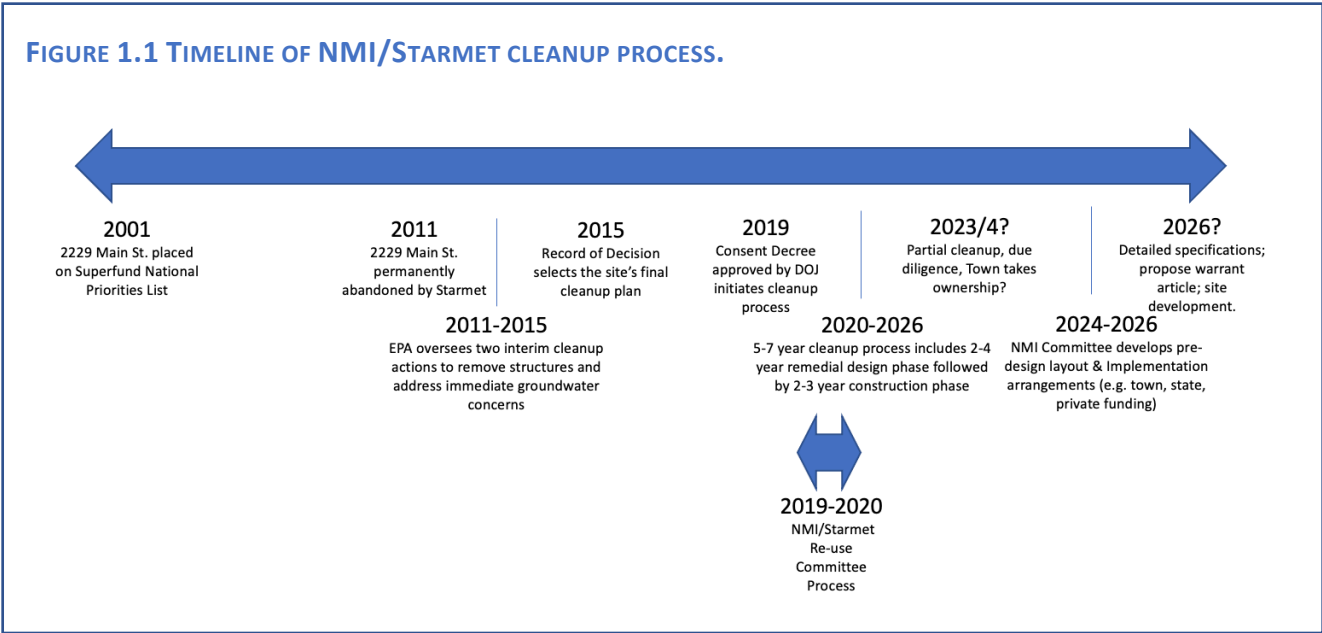 FIGURE 1.1 TIMELINE OF NMI/STARMET CLEANUP PROCESS.
2001
2229 Main St. placed
on Superfund National
Priorities List
2011
2229 Main St.
permanently
abandoned by Starmet
2015
Record of Decision
selects the site's final
cleanup plan
2019
Consent Decree
approved by DOJ
initiates cleanup
process
2023/4?
Partial cleanup, due
diligence, Town takes
ownership?
2026?
Detailed specifications;
propose warrant
article; site
development.
2011-2015
EPA oversees two interim cleanup
actions to remove structures and
address immediate groundwater
concerns
2020-2026
5-7 year cleanup process includes 2-4
year remedial design phase followed
by 2-3 year construction phase
2024-2026
NMI Committee develops pre-
design layout & Implementation
arrangements (e.g. town, state,
private funding)
2019-2020
NMI/Starmet
Re-use
Committee
Process